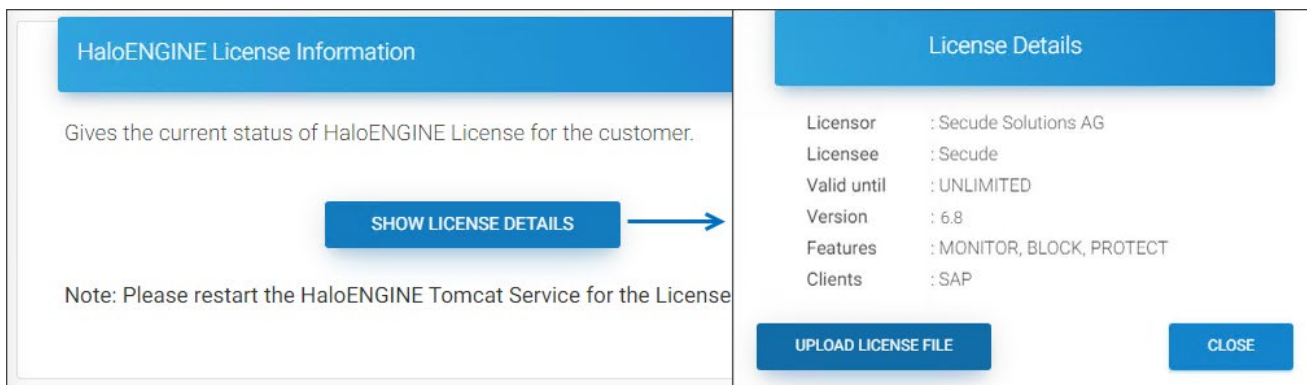 HaloENGINE License Information
Gives the current status of HaloENGINE License for the customer.
SHOW LICENSE DETAILS
Note: Please restart the HaloENGINE Tomcat Service for the License
License Details
Licensor : Secude Solutions AG
Licensee : Secude
Valid until : UNLIMITED
Version : 6.8
Features : MONITOR, BLOCK, PROTECT
Clients : SAP
UPLOAD LICENSE FILE
CLOSE